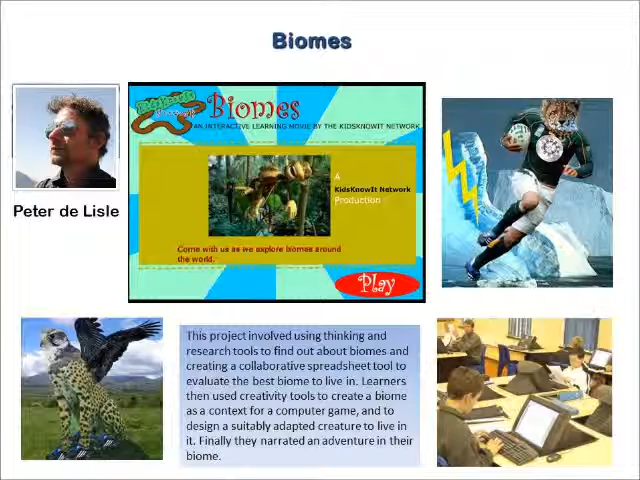 Biomes
Biomes
AN INTERACTIVE LEARNING MOVIE BY THE KIDSKNOWIT NETWORK
A
KidsKnowIt Network
Production
Come with us as we explore biomes around
the world.
Play
Peter de Lisle
This project involved using thinking and
research tools to find out about biomes and
creating a collaborative spreadsheet tool to
evaluate the best biome to live in. Learners
then used creativity tools to create a biome
as a context for a computer game, and to
design a suitably adapted creature to live in
it. Finally they narrated an adventure in their
biome.